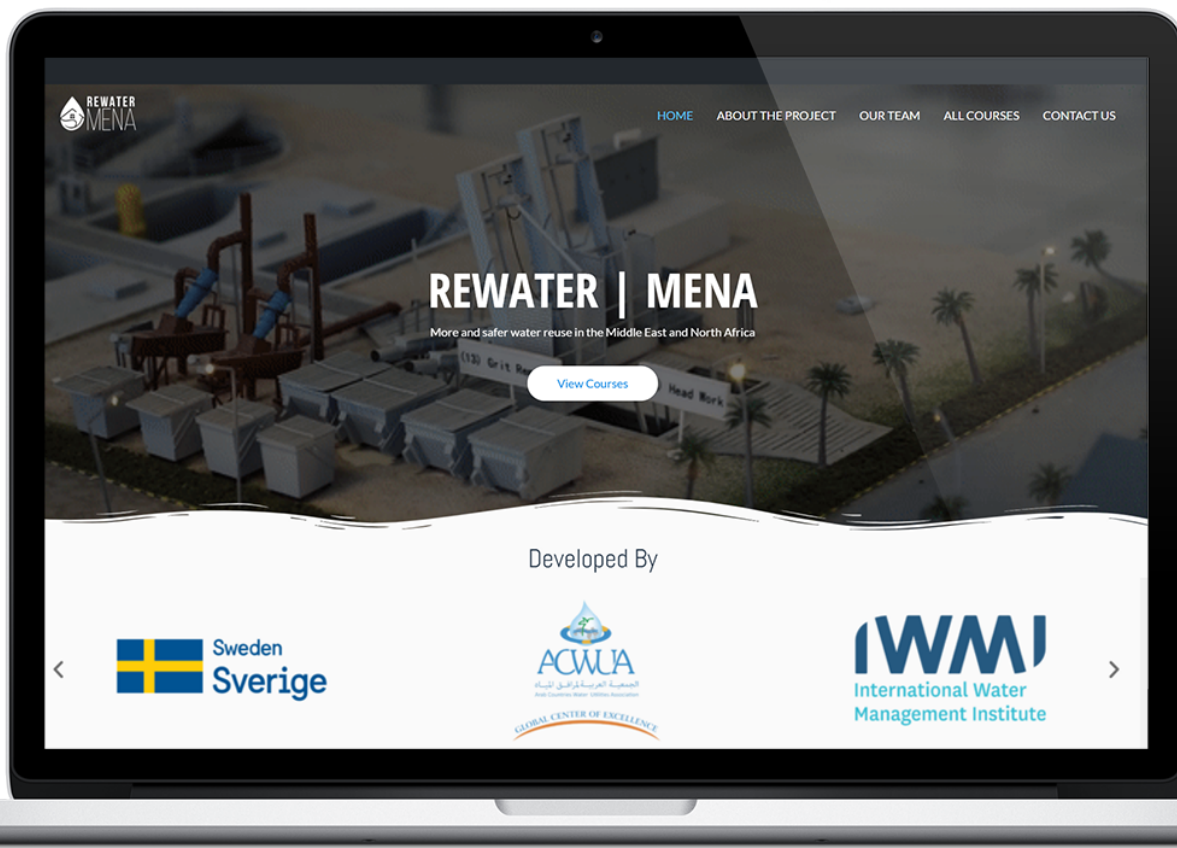 REWATER
MENA
HOME
ABOUT THE PROJECT
OUR TEAM
ALL COURSES
CONTACT US
REWATER | MENA
More and safer water reuse in the Middle East and North Africa
(13) Grit
Head Work
View Courses
Developed By
Sweden
Sverige
ACWUA
الجمعية العربية لمرافق المياه
Arab Countries Water Utilities Association
GLOBAL CENTER OF EXCELLENCE
IWMI
International Water
Management Institute